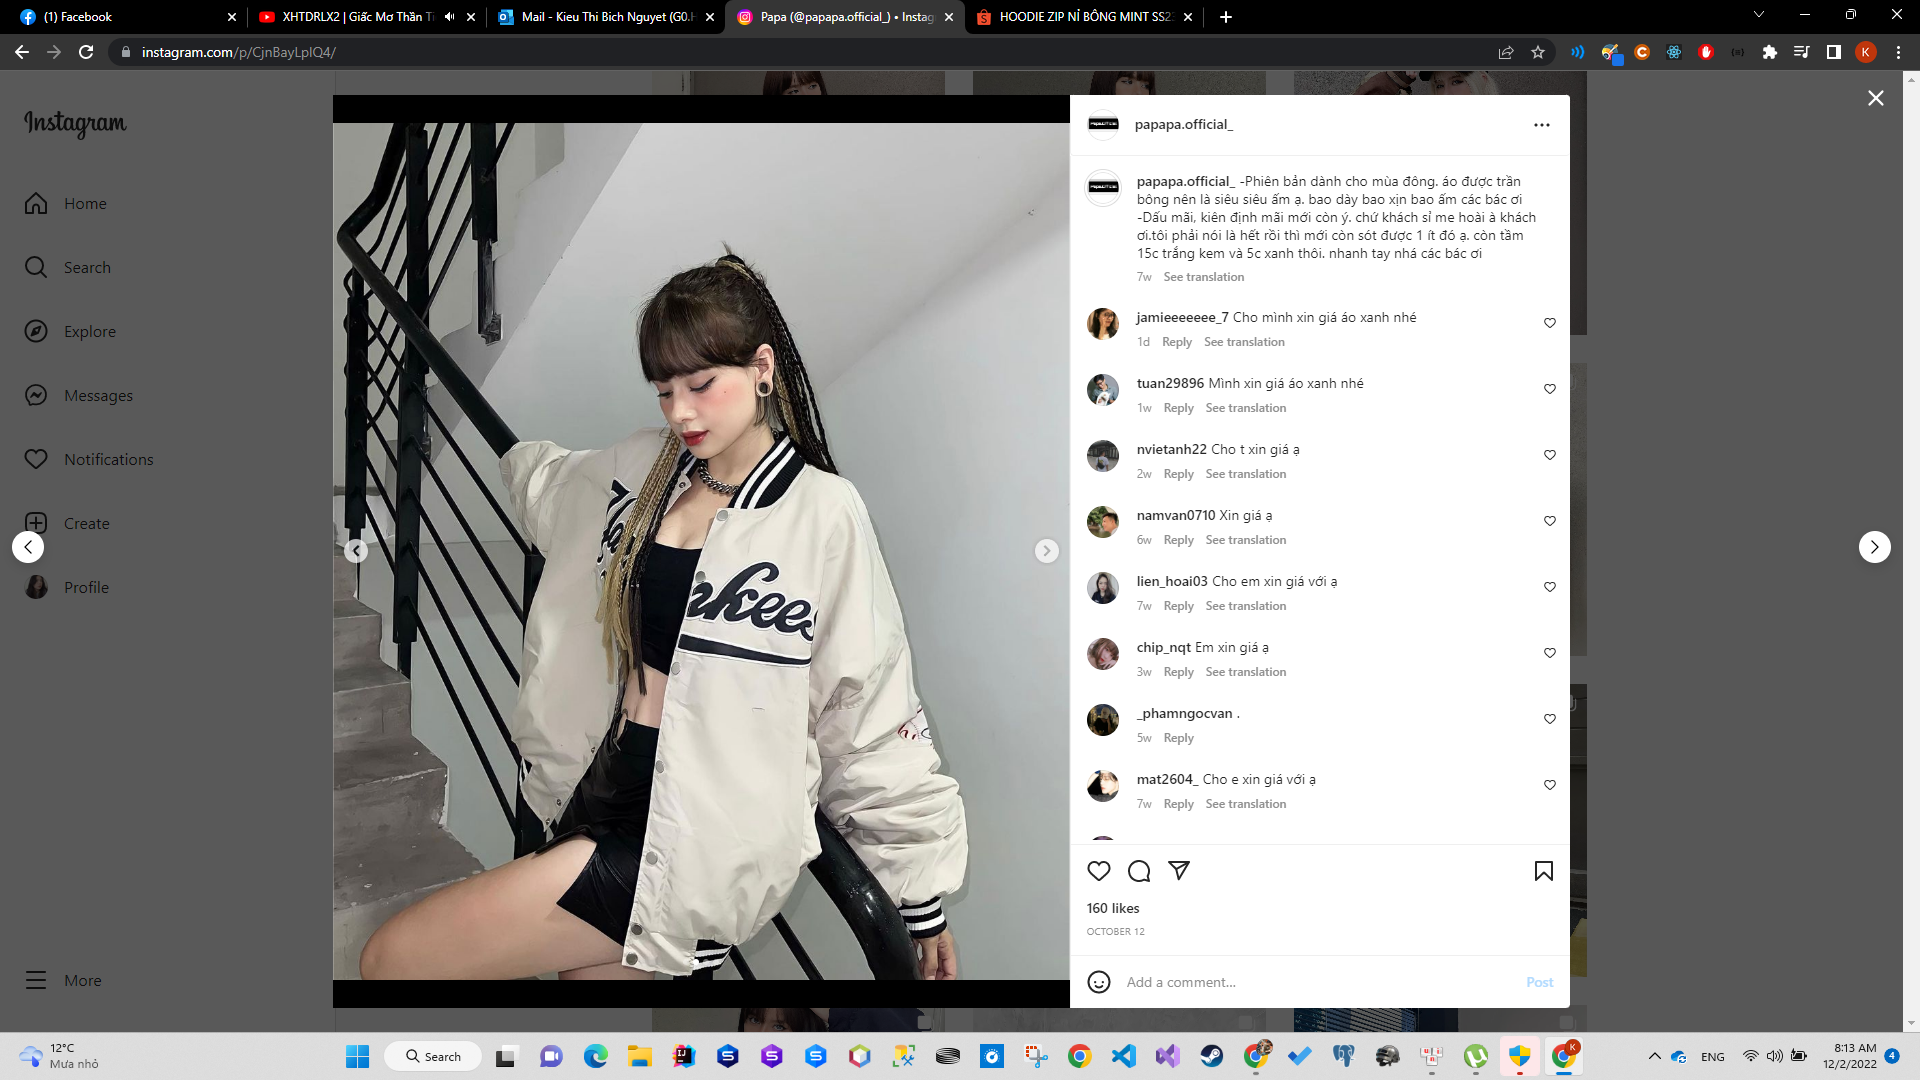 (1) Facebook
XHTDRLX2 | Giấc Mơ Thần Ti
Mail - Kieu Thi Bich Nguyet (G0.H
Papa (@papapa.official_) • Instag
HOODIE ZIP NỈ BÔNG MINT SS2
instagram.com/p/CjnBayLpIQ4/
K
Instagram
Home
Search
Explore
Messages
Notifications
Create
Profile
More
Yankees
papapa.official_
papapa.official_ -Phiên bản dành cho mùa đông. áo được trần
bông nên là siêu siêu ấm ạ. bao dày bao xịn bao ấm các bác ơi
-Dấu mãi, kiên định mãi mới còn ý. chứ khách sỉ me hoài à khách
ơi.tôi phải nói là hết rồi thì mới còn sót được 1 ít đó ạ. còn tầm
15c trắng kem và 5c xanh thôi. nhanh tay nhá các bác ơi
7w See translation
jamieeeeeee_7 Cho mình xin giá áo xanh nhé
1d Reply See translation
tuan29896 Mình xin giá áo xanh nhé
1w Reply See translation
nvietanh22 Cho t xin giá ạ
2w Reply See translation
namvan0710 Xin giá ạ
6w Reply See translation
lien_hoai03 Cho em xin giá với ạ
7w Reply See translation
chip_nqt Em xin giá ạ
3w Reply See translation
_phamngocvan .
5w Reply
mat2604_ Cho e xin giá với ạ
7w Reply See translation
160 likes
OCTOBER 12
Add a comment...
Post
12°C
Mưa nhỏ
Search
ENG
8:13 AM
12/2/2022
4